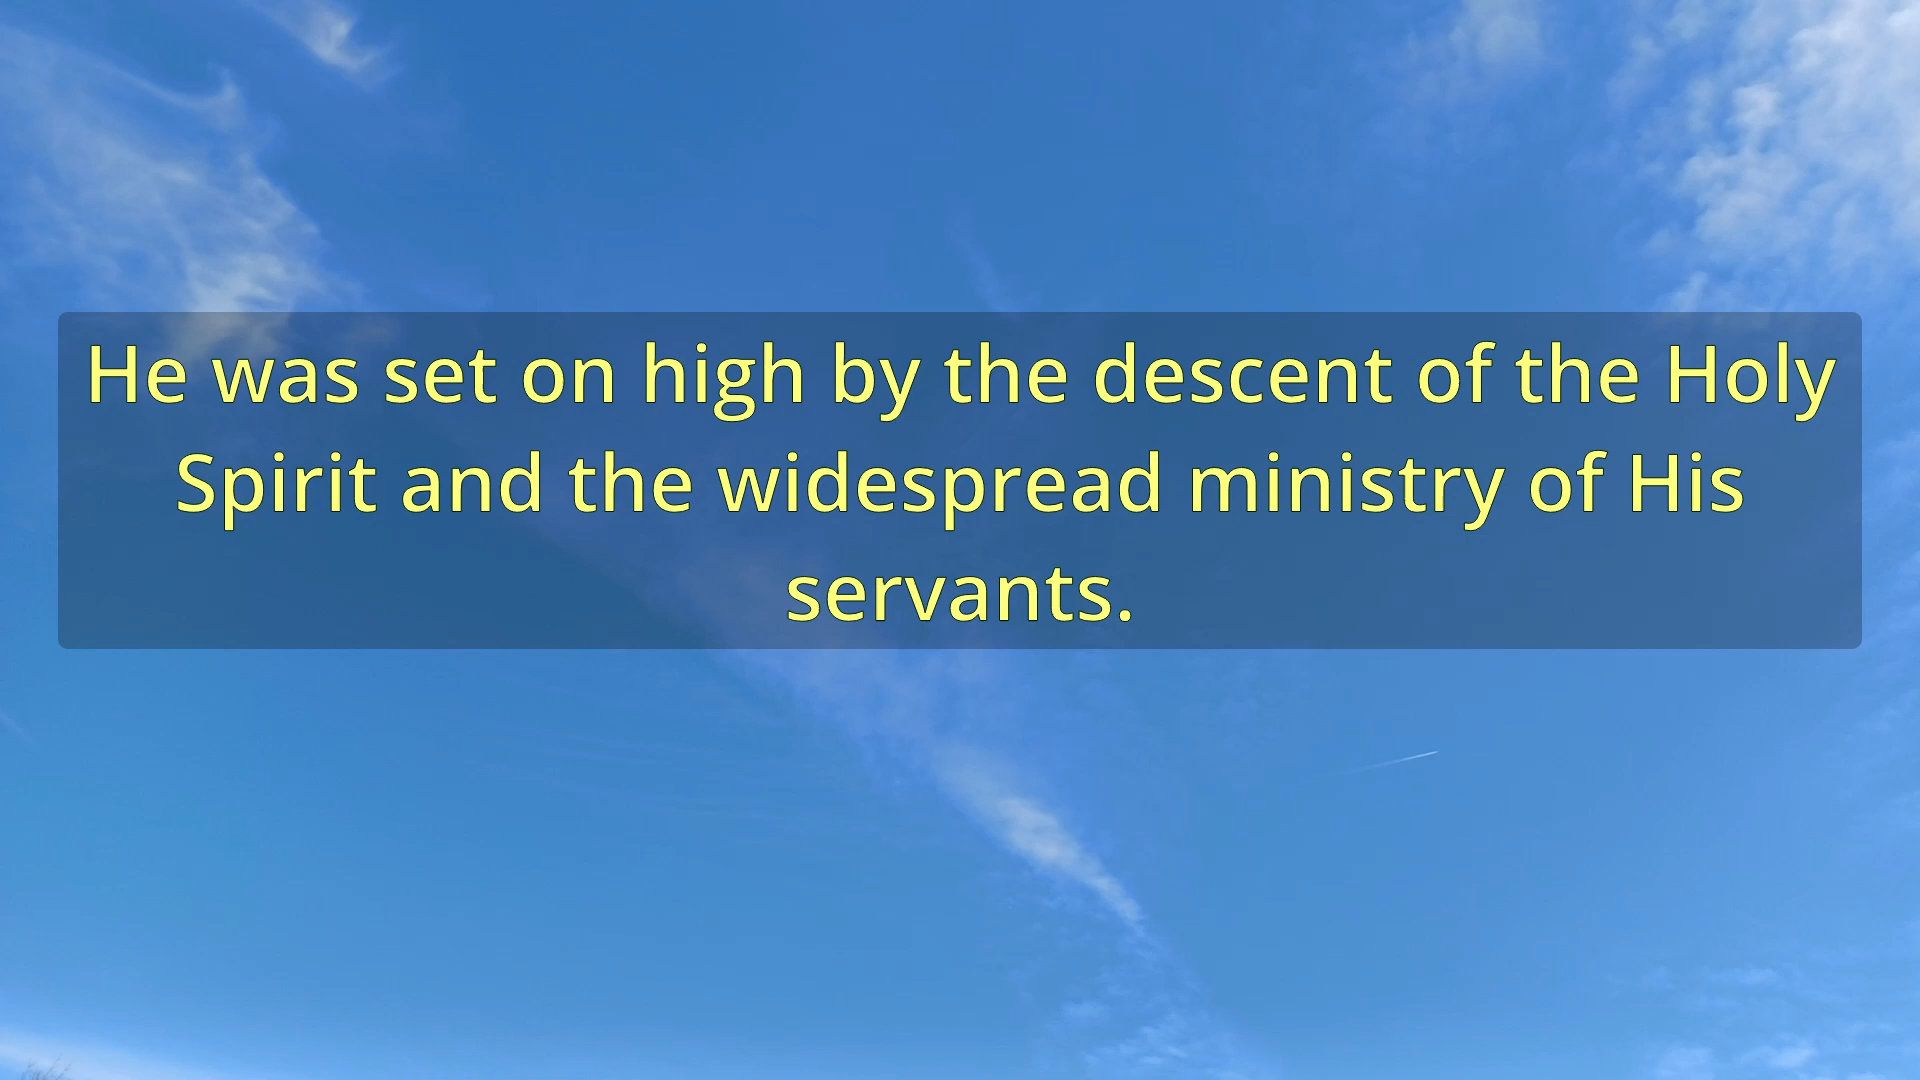 He was set on high by the descent of the Holy
Spirit and the widespread ministry of His
servants.